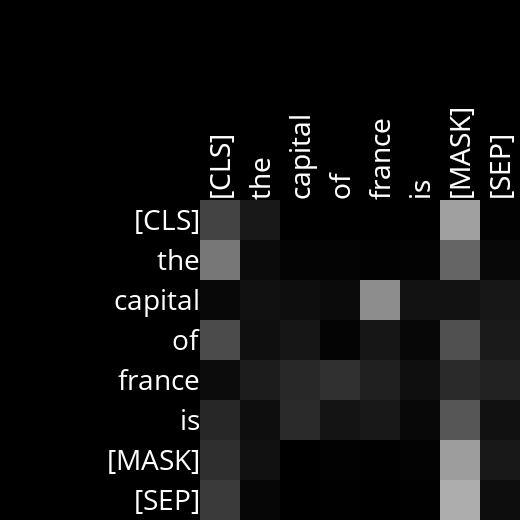 [CLS] the capital of france is [MASK] [SEP]
[CLS]
the
capital
of
france
is
[MASK]
[SEP]